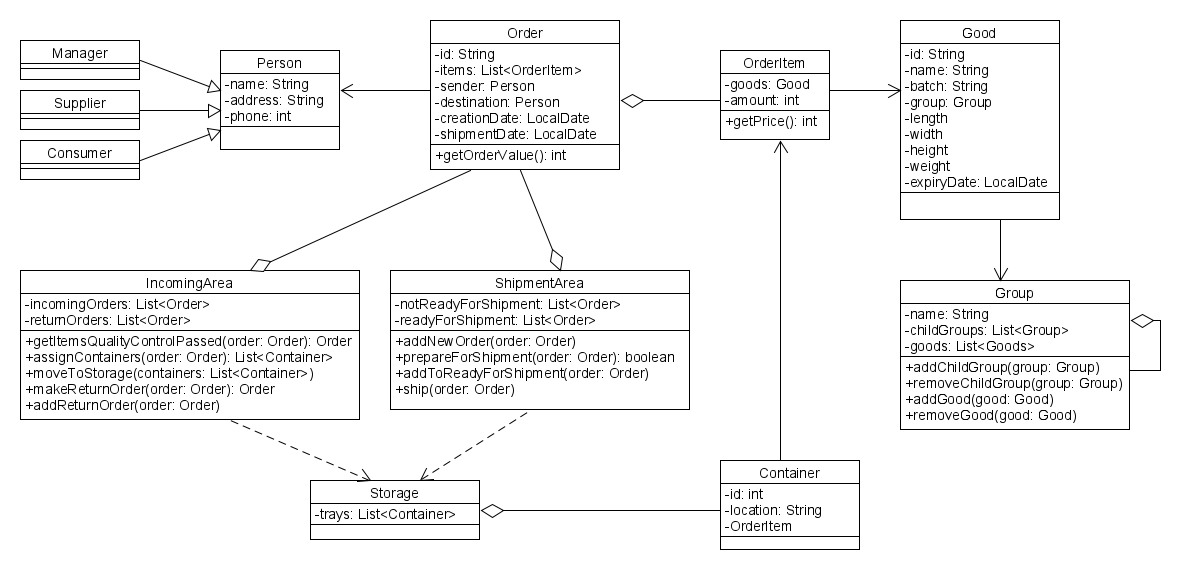 Manager
Supplier
Consumer
Person
-name: String
-address: String
-phone: int
Order
-id: String
-items: List<OrderItem>
-sender: Person
-destination: Person
-creationDate: LocalDate
-shipmentDate: LocalDate
+getOrderValue(): int
OrderItem
-goods: Good
-amount: int
+getPrice(): int
Good
-id: String
-name: String
-batch: String
-group: Group
-length
-width
-height
-weight
-expiryDate: LocalDate
IncomingArea
-incomingOrders: List<Order>
-returnOrders: List<Order>
+getItemsQualityControlPassed(order: Order): Order
+assignContainers(order: Order): List<Container>
+moveToStorage(containers: List<Container>)
+makeReturnOrder(order: Order): Order
+addReturnOrder(order: Order)
ShipmentArea
-notReadyForShipment: List<Order>
-readyForShipment: List<Order>
+addNewOrder(order: Order)
+prepareForShipment(order: Order): boolean
+addToReadyForShipment(order: Order)
+ship(order: Order)
Group
-name: String
-childGroups: List<Group>
-goods: List<Goods>
+addChildGroup(group: Group)
+removeChildGroup(group: Group)
+addGood(good: Good)
+removeGood(good: Good)
Storage
-trays: List<Container>
Container
-id: int
-location: String
-OrderItem